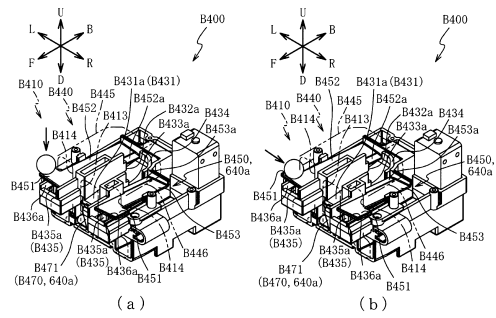 U
L B
F R
D
B400
B410
B440
B431a (B431)
B445
B452a
B452
B413
B432a
B433a
B434
B453a
B414
B450,
640a
B451
B436a
B435a
(B435)
B435a
(B435)
B436a
B471
(B470, 640a)
B451
B414
B446
B453
(a)
U
L B
F R
D
B400
B452
B431a (B431)
B440
B445
B452a
B410
B413
B432a
B434
B414
B433a
B453a
B450,
640a
B451
B436a
B435a
(B435)
B435a
(B435)
B436a
B471
(B470, 640a)
B451
B414
B446
B453
(b)